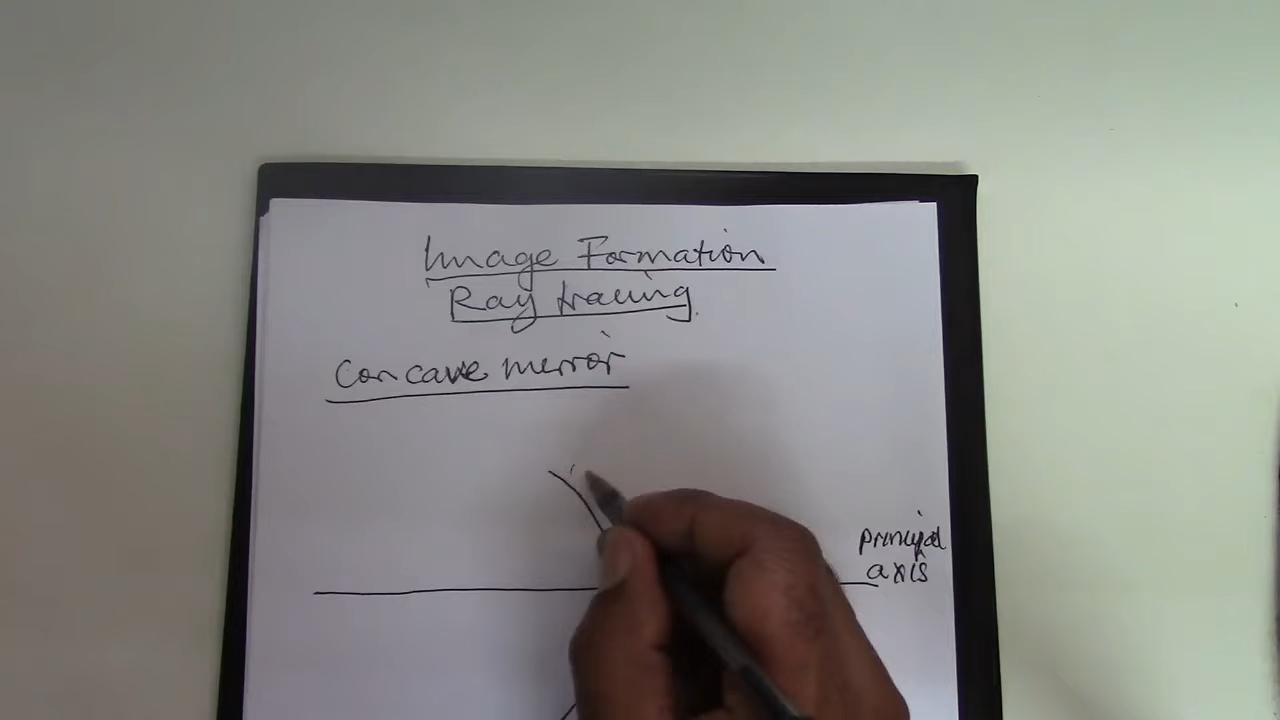 Image Formation
Ray tracing
Concave mirror
principal
axis